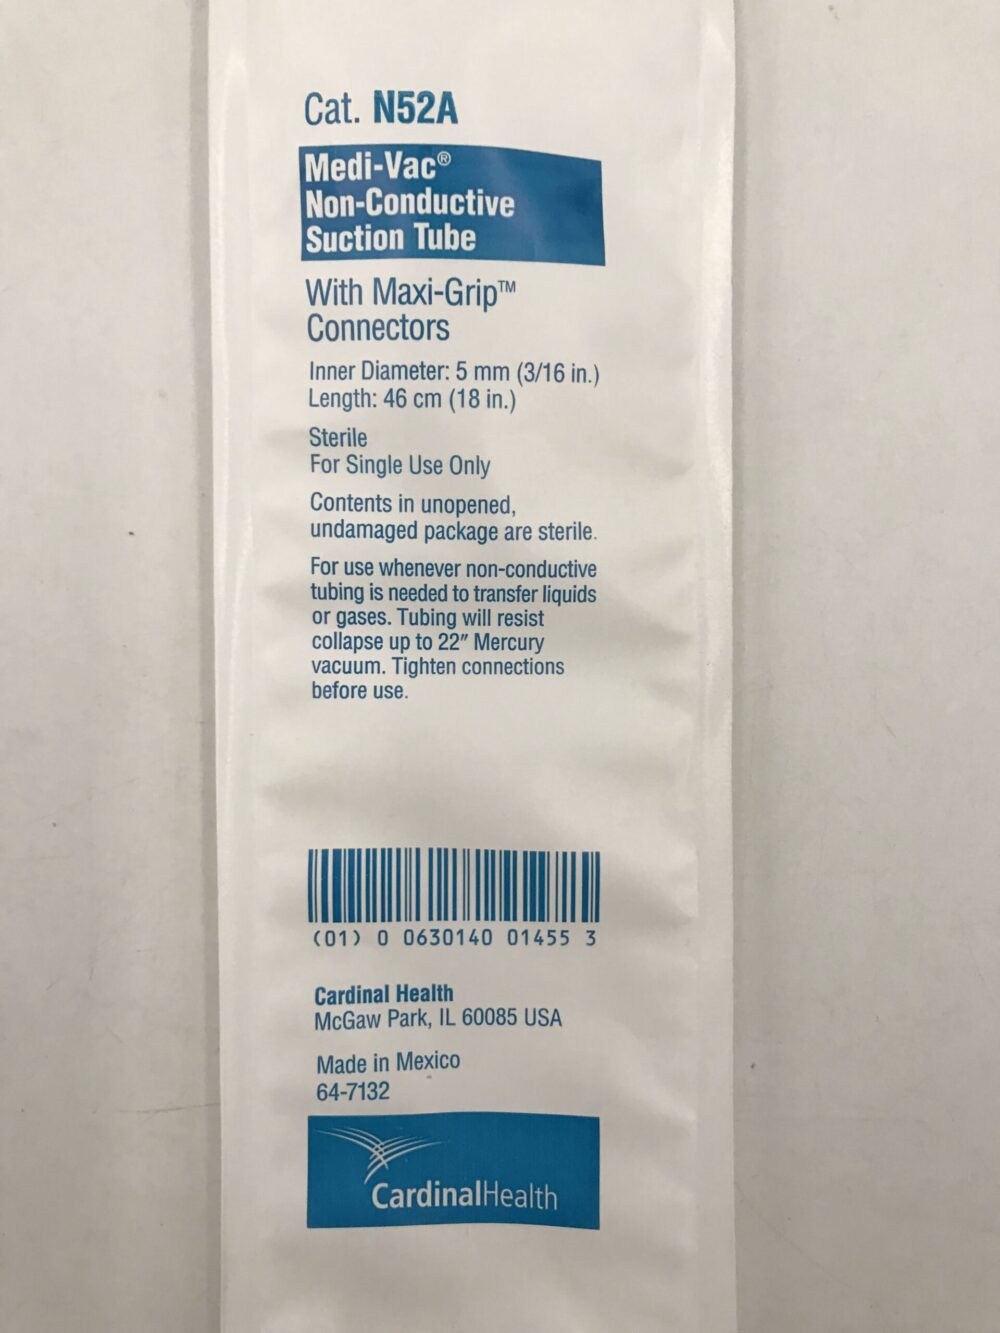 Cat. N52A
Medi-Vac®
Non-Conductive
Suction Tube
With Maxi-Grip™
Connectors
Inner Diameter: 5 mm (3/16 in.)
Length: 46 cm (18 in.)
Sterile
For Single Use Only
Contents in unopened,
undamaged package are sterile.
For use whenever non-conductive
tubing is needed to transfer liquids
or gases. Tubing will resist
collapse up to 22″ Mercury
vacuum. Tighten connections
before use.
(01) 0 0630140 01455 3
Cardinal Health
McGaw Park, IL 60085 USA
Made in Mexico
64-7132
CardinalHealth